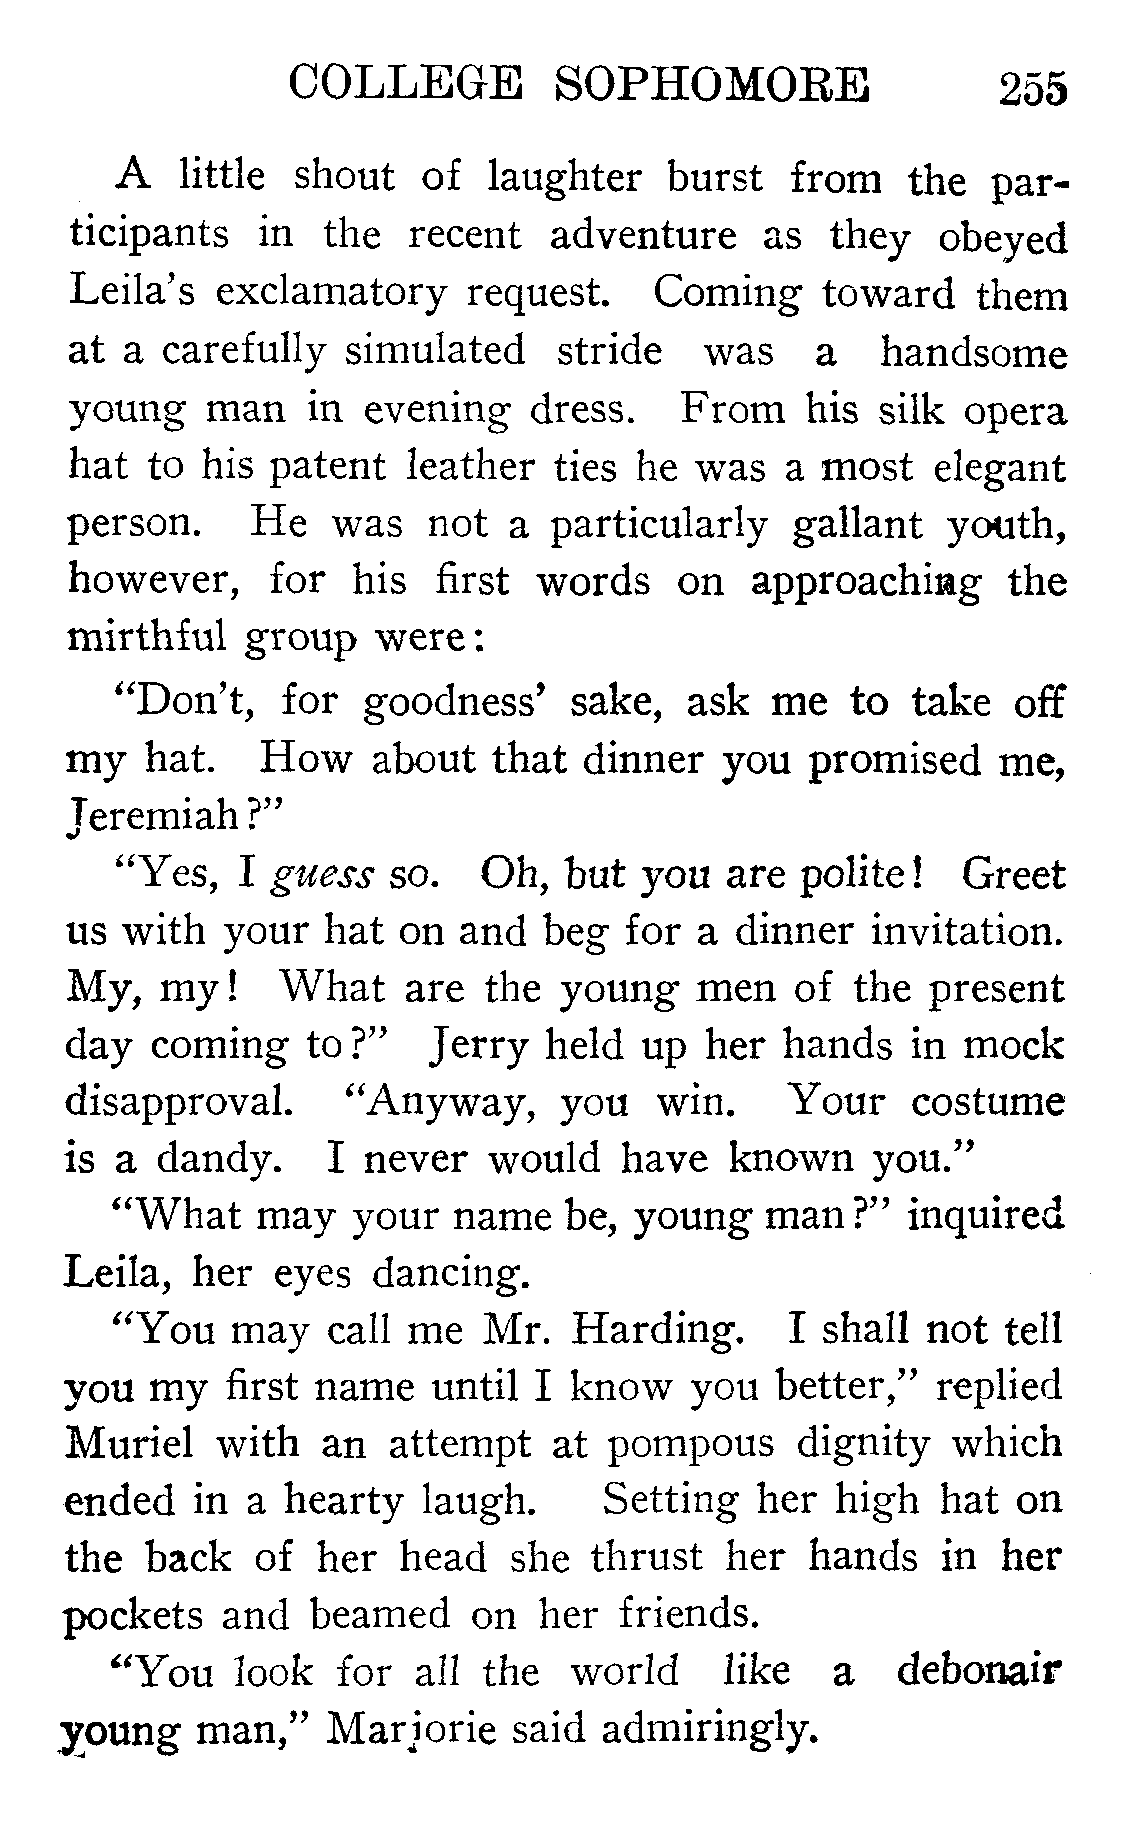 COLLEGE SOPHOMORE 255
A little shout of laughter burst from the par-
ticipants in the recent adventure as they obeyed
Leila's exclamatory request. Coming toward them
at a carefully simulated stride was a handsome
young man in evening dress. From his silk opera
hat to his patent leather ties he was a most elegant
person. He was not a particularly gallant youth,
however, for his first words on approaching the
mirthful group were:
"Don't, for goodness' sake, ask me to take off
my hat. How about that dinner you promised me,
Jeremiah?"
"Yes, I guess so. Oh, but you are polite! Greet
us with your hat on and beg for a dinner invitation.
My, my! What are the young men of the present
day coming to?" Jerry held up her hands in mock
disapproval. "Anyway, you win. Your costume
is a dandy. I never would have known you."
"What may your name be, young man?" inquired
Leila, her eyes dancing.
"You may call me Mr. Harding. I shall not tell
you my first name until I know you better," replied
Muriel with an attempt at pompous dignity which
ended in a hearty laugh. Setting her high hat on
the back of her head she thrust her hands in her
pockets and beamed on her friends.
"You look for all the world like a debonair
young man," Marjorie said admiringly.